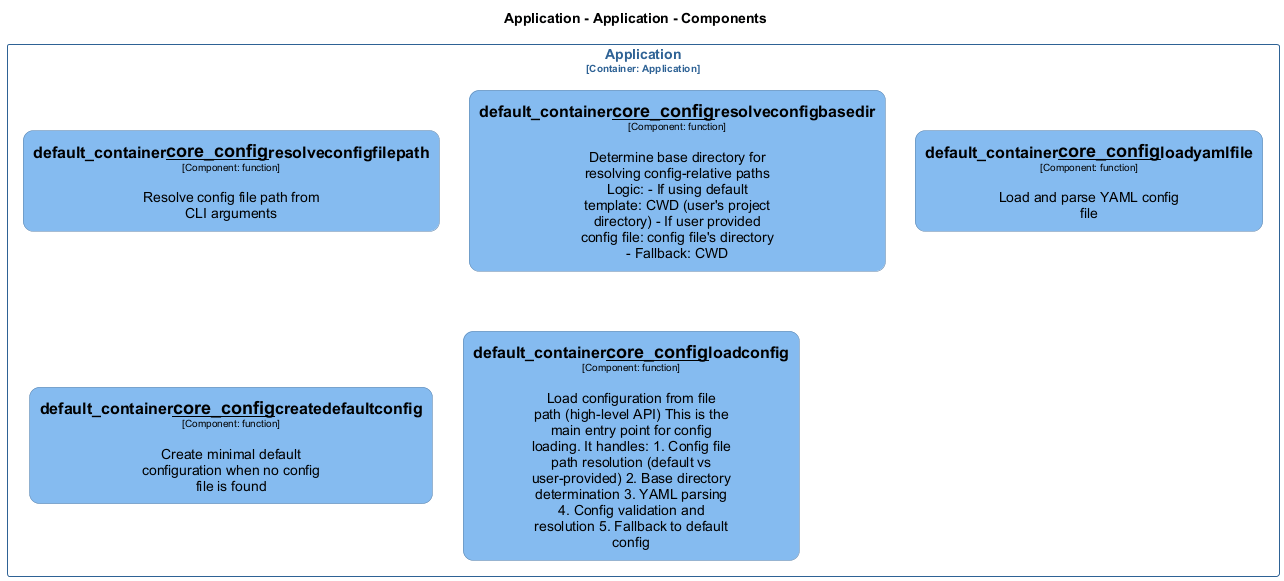 Application - Application - Components
Application
[Container: Application]
default_containercore_configresolveconfigfilepath
[Component: function]
Resolve config file path from
CLI arguments
default_containercore_configresolveconfigbasedir
[Component: function]
Determine base directory for
resolving config-relative paths
Logic: - If using default
template: CWD (user's project
directory) - If user provided
config file: config file's directory
- Fallback: CWD
default_containercore_configloadyamlfile
[Component: function]
Load and parse YAML config
file
default_containercore_configcreatedefaultconfig
[Component: function]
Create minimal default
configuration when no config
file is found
default_containercore_configloadconfig
[Component: function]
Load configuration from file
path (high-level API) This is the
main entry point for config
loading. It handles: 1. Config file
path resolution (default vs
user-provided) 2. Base directory
determination 3. YAML parsing
4. Config validation and
resolution 5. Fallback to default
config